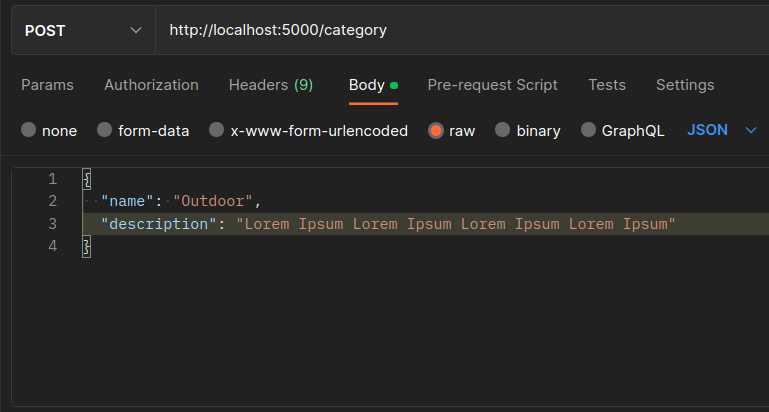 POST http://localhost:5000/category
Params Authorization Headers (9) Body Pre-request Script Tests Settings
none form-data x-www-form-urlencoded raw binary GraphQL JSON
1 {
2 "name": "Outdoor",
3 "description": "Lorem Ipsum Lorem Ipsum Lorem Ipsum Lorem Ipsum"
4 }